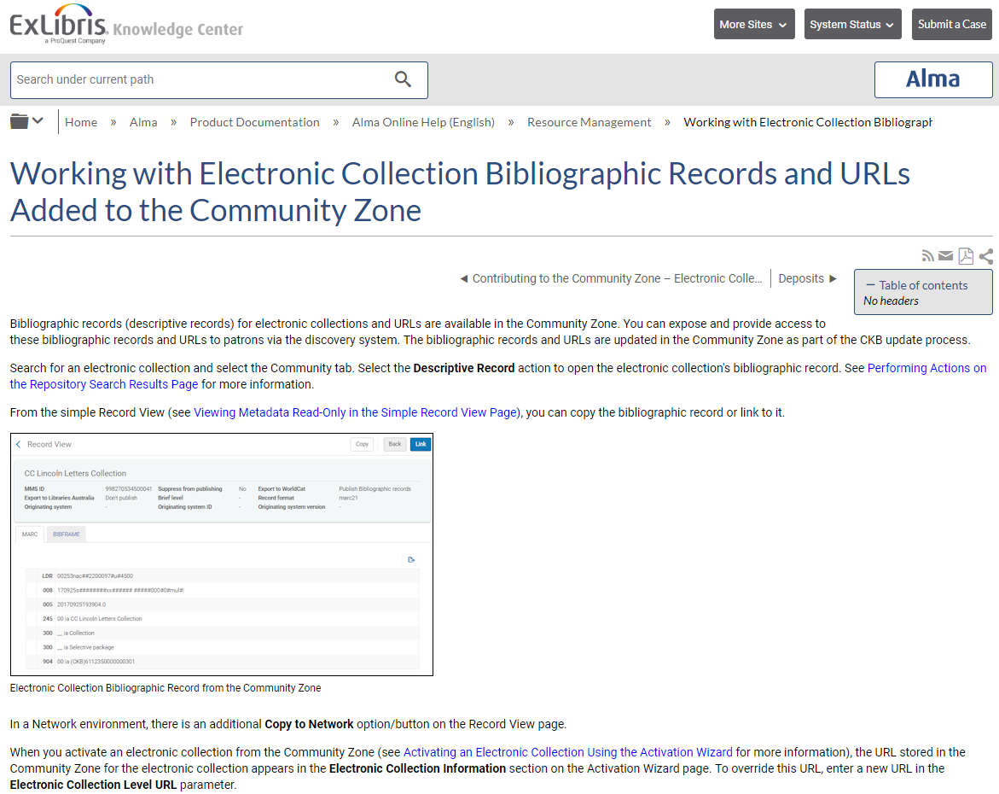 ExLibris Knowledge Center
a ProQuest Company
More Sites
System Status
Submit a Case
Search under current path
Alma
Home » Alma » Product Documentation » Alma Online Help (English) » Resource Management » Working with Electronic Collection Bibliograph
Working with Electronic Collection Bibliographic Records and URLs
Added to the Community Zone
◄ Contributing to the Community Zone – Electronic Colle... Deposits ►
— Table of contents
No headers
Bibliographic records (descriptive records) for electronic collections and URLs are available in the Community Zone. You can expose and provide access to
these bibliographic records and URLs to patrons via the discovery system. The bibliographic records and URLs are updated in the Community Zone as part of the CKB update process.
Search for an electronic collection and select the Community tab. Select the Descriptive Record action to open the electronic collection's bibliographic record. See Performing Actions on
the Repository Search Results Page for more information.
From the simple Record View (see Viewing Metadata Read-Only in the Simple Record View Page), you can copy the bibliographic record or link to it.
Record View Copy Back Link
CC Lincoln Letters Collection
MMS ID 998270534500041 Suppress from publishing No Export to WorldCat Publish Bibliographic records
Export to Libraries Australia Don't publish Brief level - Record format marc21
Originating system - Originating system ID - Originating system version -
MARC BIBFRAME
LDR 00253nac##2200097#u#4500
008 170925s########xx###### #####000#0#mul#|
005 20170925193904.0
245 00 |a CC Lincoln Letters Collection
300 __ |a Collection
300 __ |a Selective package
904 00 |a (CKB)6112350000000301
Electronic Collection Bibliographic Record from the Community Zone
In a Network environment, there is an additional Copy to Network option/button on the Record View page.
When you activate an electronic collection from the Community Zone (see Activating an Electronic Collection Using the Activation Wizard for more information), the URL stored in the
Community Zone for the electronic collection appears in the Electronic Collection Information section on the Activation Wizard page. To override this URL, enter a new URL in the
Electronic Collection Level URL parameter.